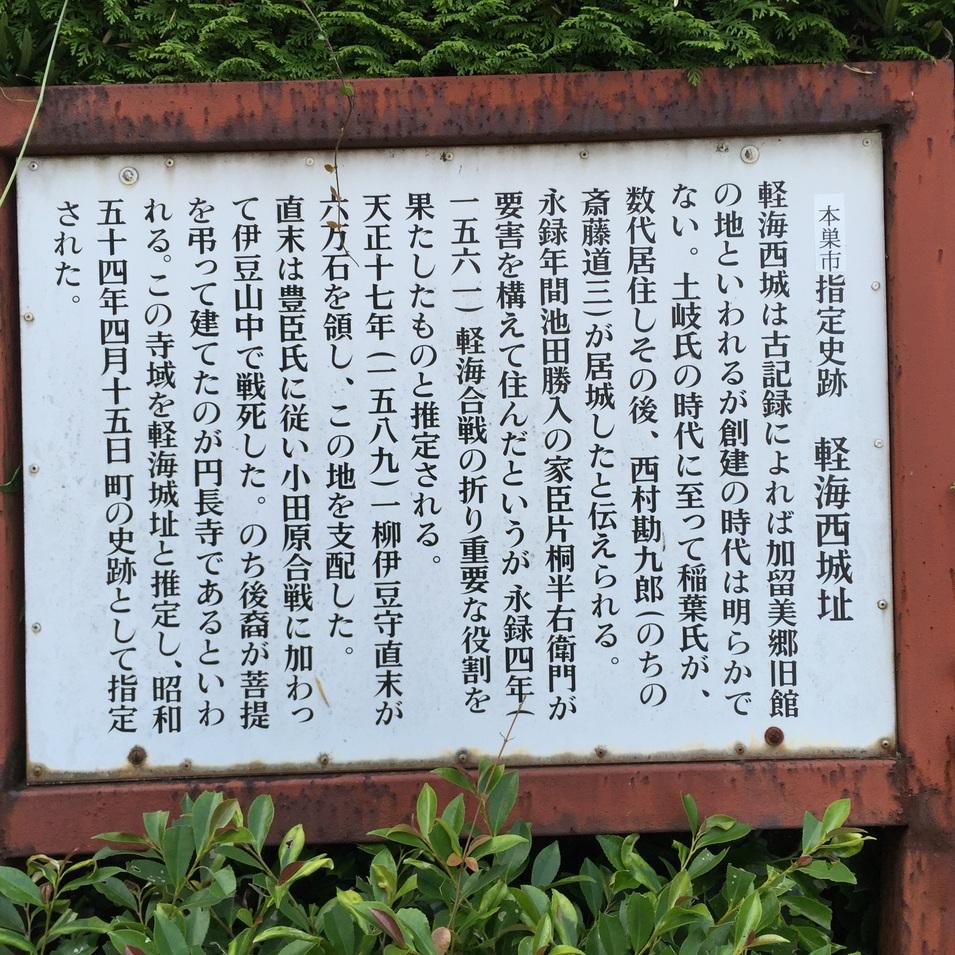 本巣市指定史跡　軽海西城址
軽海西城は古記録によれば加留美郷旧館
の地といわれるが創建の時代は明らかで
ない。土岐氏の時代に至って稲葉氏が、
数代居住しその後、西村勘九郎(のちの
斎藤道三)が居城したと伝えられる。
永録年間池田勝入の家臣片桐半右衛門が
要害を構えて住んだというが永録四年(
一五六一)軽海合戦の折り重要な役割を
果たしたものと推定される。
天正十七年(一五八九)一柳伊豆守直末が
六万石を領し、この地を支配した。
直末は豊臣氏に従い小田原合戦に加わっ
て伊豆山中で戦死した。のち後裔が菩提
を弔って建てたのが円長寺であるといわ
れる。この寺域を軽海城址と推定し、昭和
五十四年四月十五日町の史跡として指定
された。